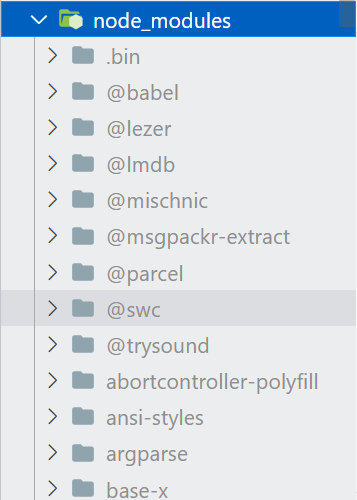 node_modules
.bin
@babel
@lezer
@lmdb
@mischnic
@msgpackr-extract
@parcel
@swc
@trysound
abortcontroller-polyfill
ansi-styles
argparse
base-x